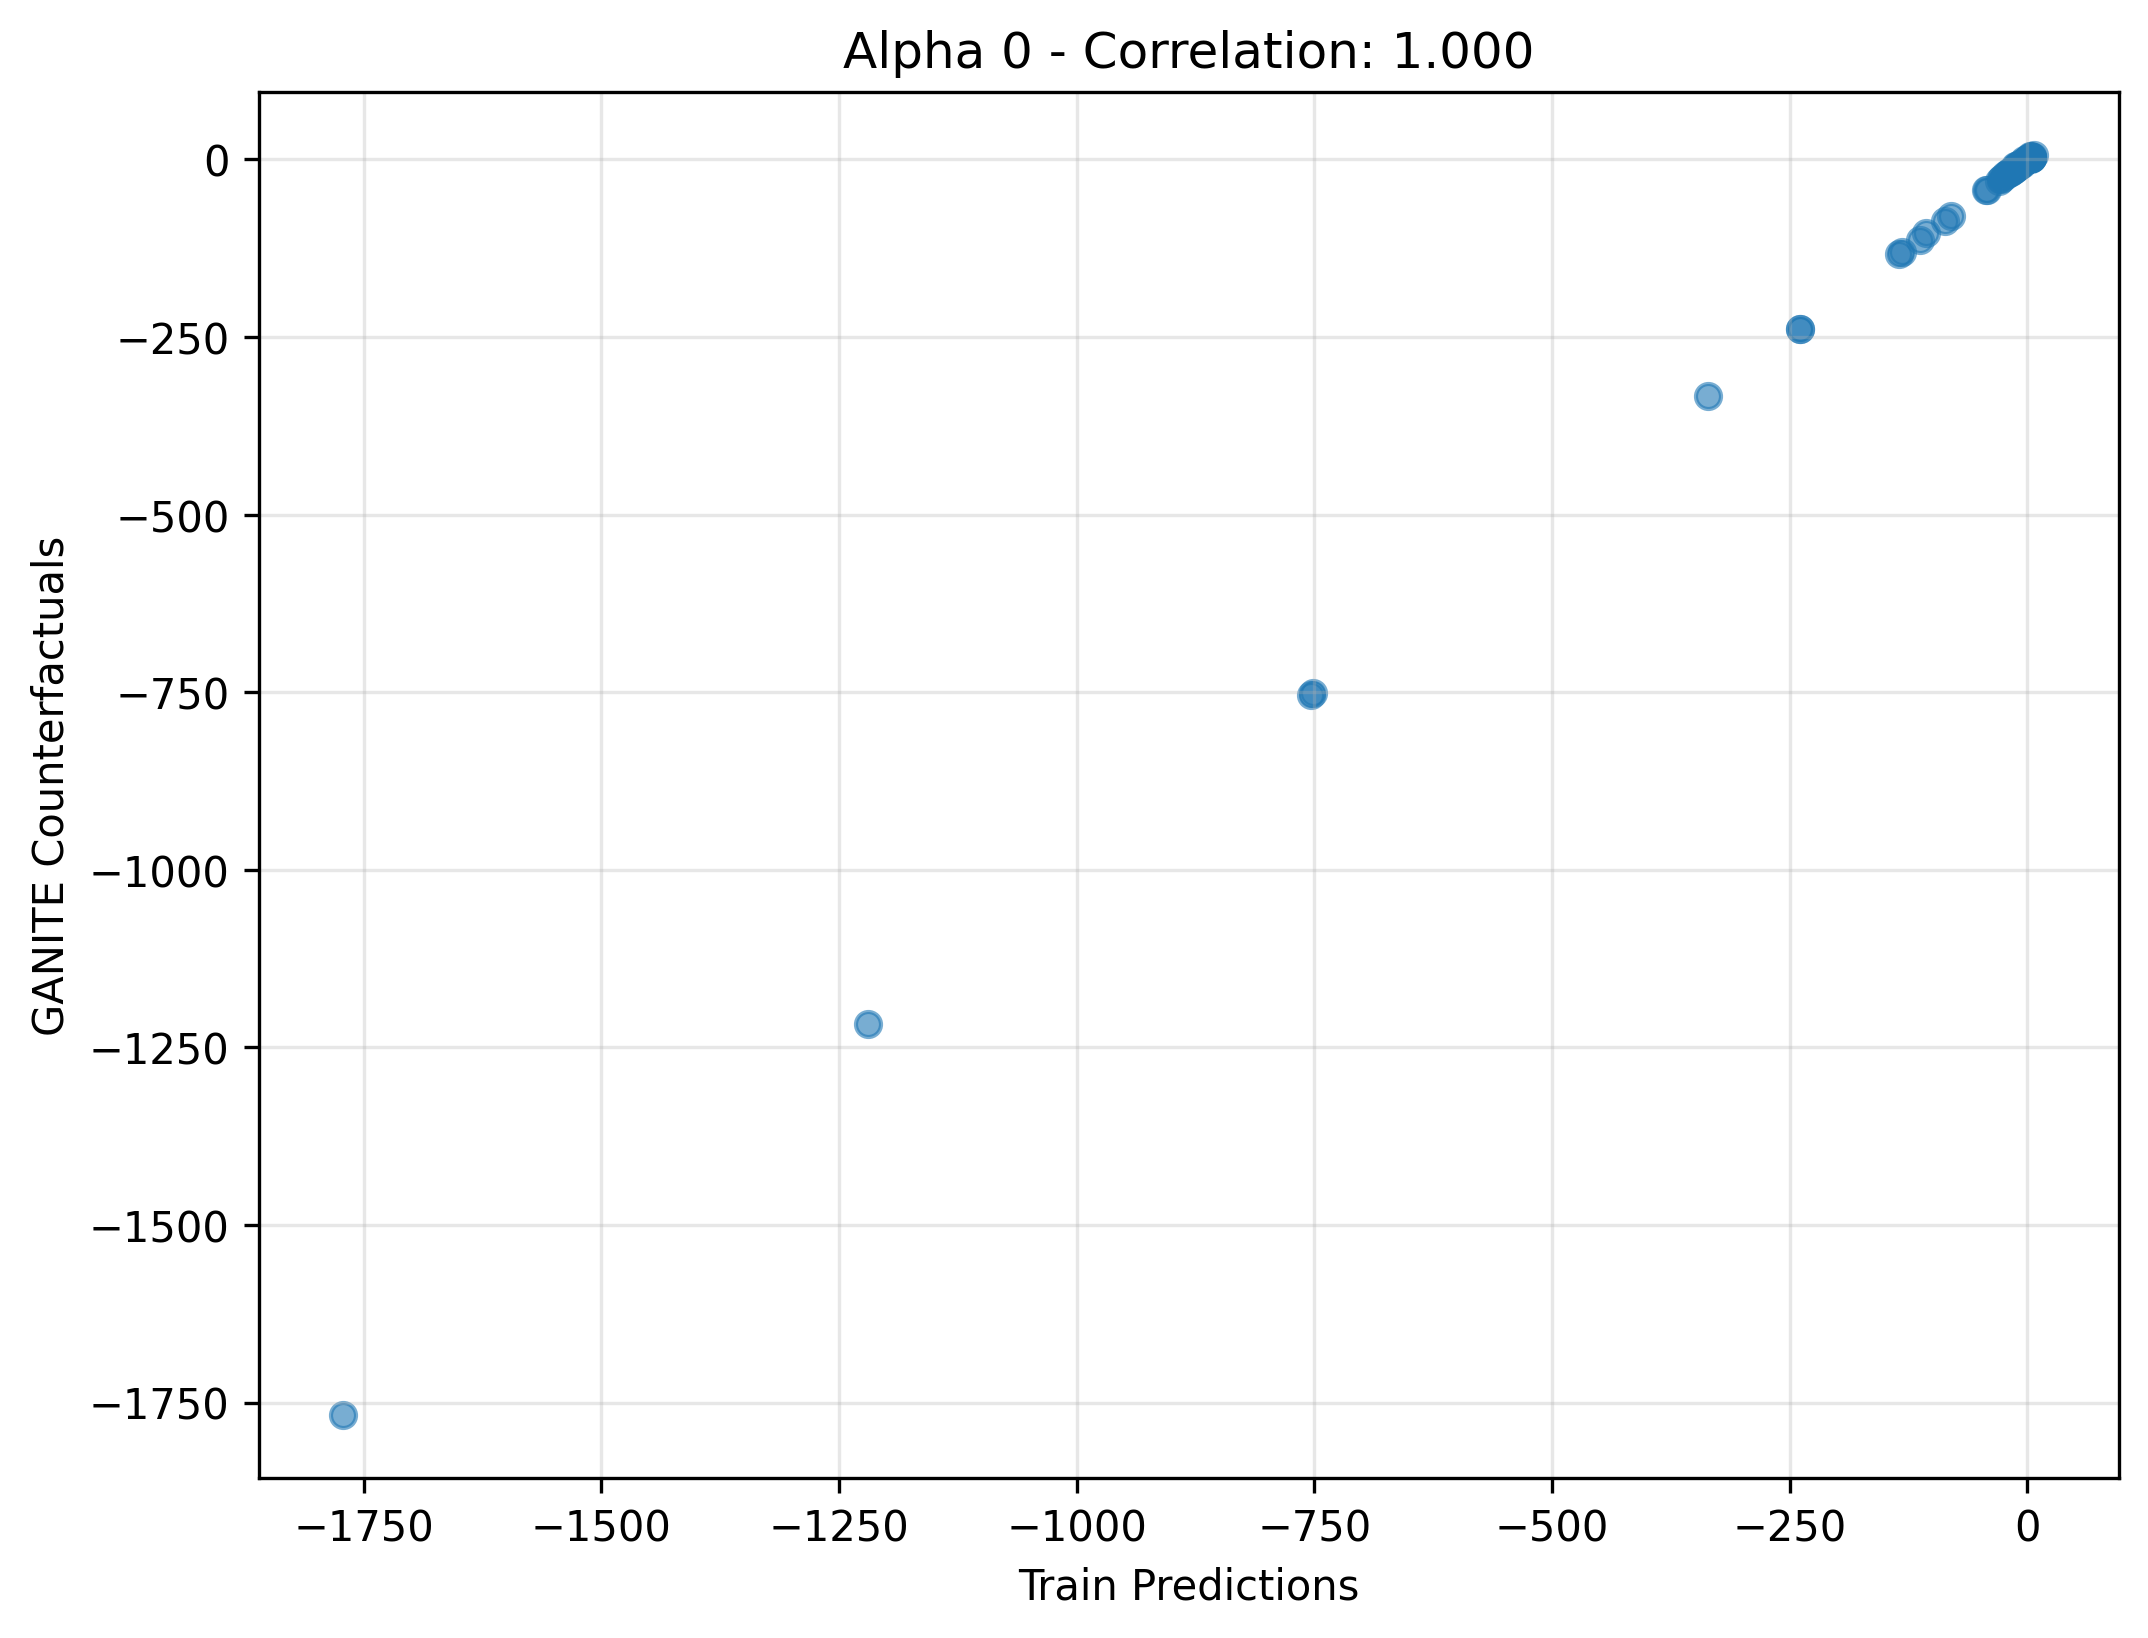 Alpha 0 - Correlation: 1.000
0
−250
−500
−750
−1000
−1250
−1500
−1750
GANITE Counterfactuals
−1750 −1500 −1250 −1000 −750 −500 −250 0
Train Predictions